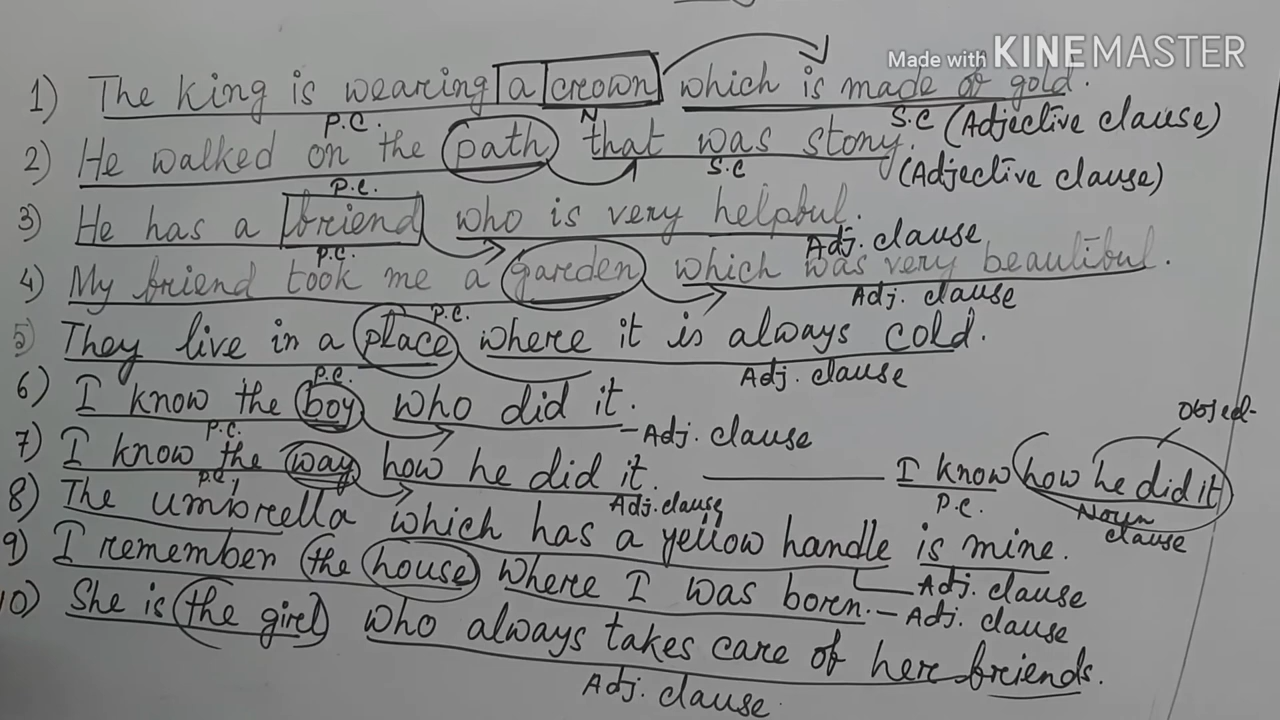 Made with KINEMASTER
1) The king is wearing a crown which is made of gold.
P.C. N S.C (Adjective clause)
2) He walked on the path that was stony.
P.C. S.C (Adjective clause)
3) He has a friend who is very helpful.
P.C. Adj. clause
4) My friend took me a garden which was very beautiful.
P.C. Adj. clause
5) They live in a place where it is always cold.
P.C. Adj. clause
6) I know the boy who did it.
P.C. - Adj. clause
Object
7) I know the way how he did it. I know how he did it
P.C. Adj. clause P.C. Noun clause
8) The umbrella which has a yellow handle is mine.
Adj. clause
9) I remember the house where I was born. - Adj. clause
10) She is the girl who always takes care of her friends.
Adj. clause